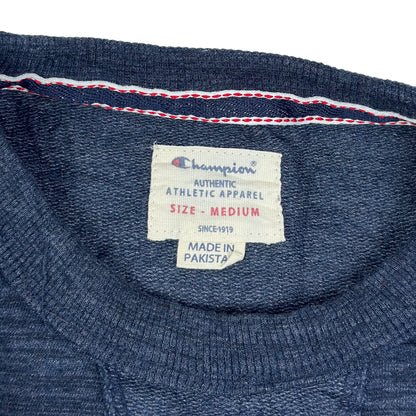 Champion®
AUTHENTIC
ATHLETIC APPAREL
SIZE - MEDIUM
SINCE-1919
MADE IN
PAKISTA